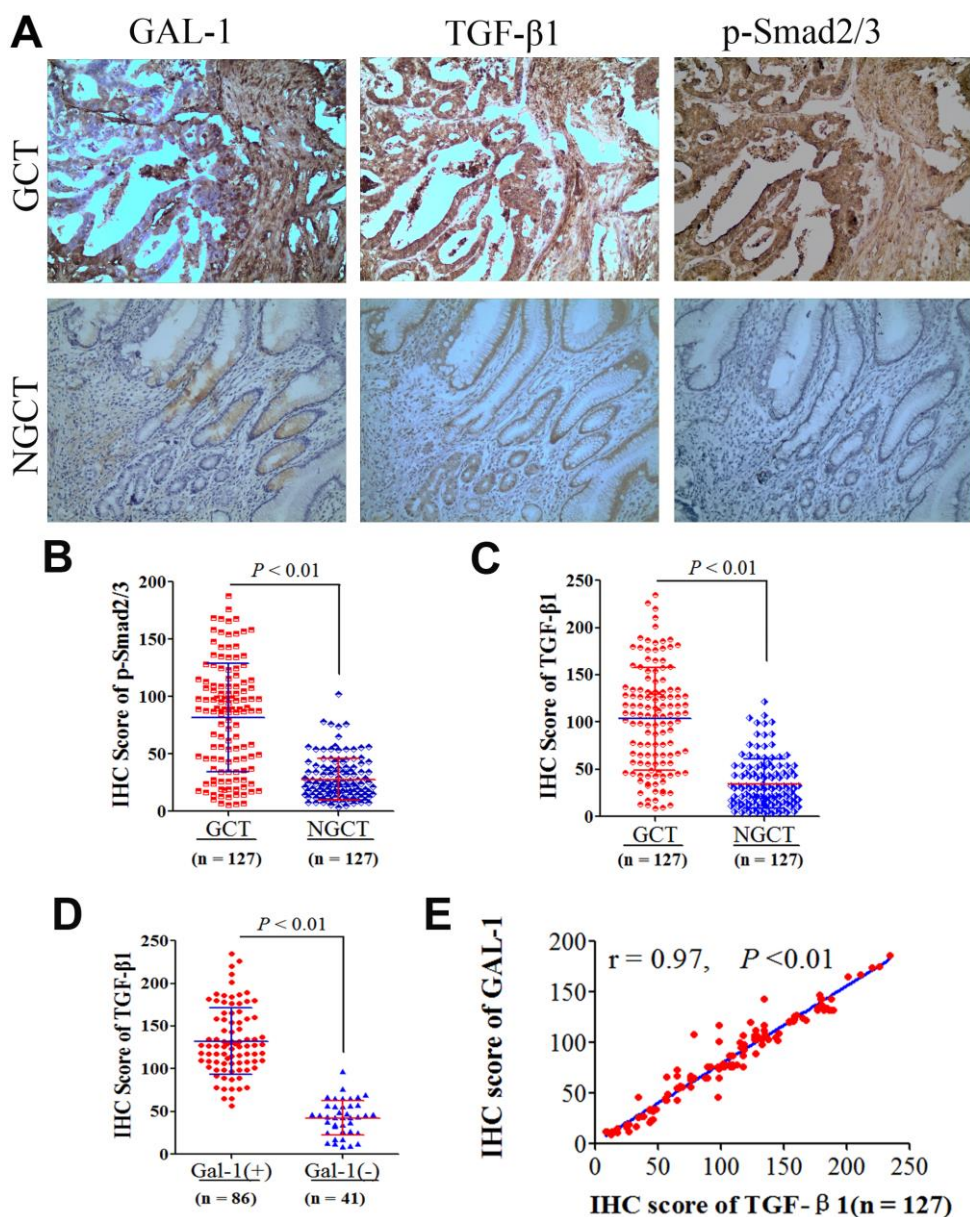 A
GAL-1
TGF-β1
p-Smad2/3
GCT
NGCT
B
P < 0.01
IHC Score of p-Smad2/3
200
150
100
50
0
GCT
NGCT
(n = 127)
(n = 127)
C
P < 0.01
IHC Score of TGF-β1
250
200
150
100
50
0
GCT
NGCT
(n = 127)
(n = 127)
D
P < 0.01
IHC Score of TGF-β1
250
200
150
100
50
0
Gal-1(+)
Gal-1(-)
(n = 86)
(n = 41)
E
r = 0.97, P <0.01
IHC score of GAL-1
200
150
100
50
0
0 50 100 150 200 250
IHC score of TGF- β 1(n = 127)